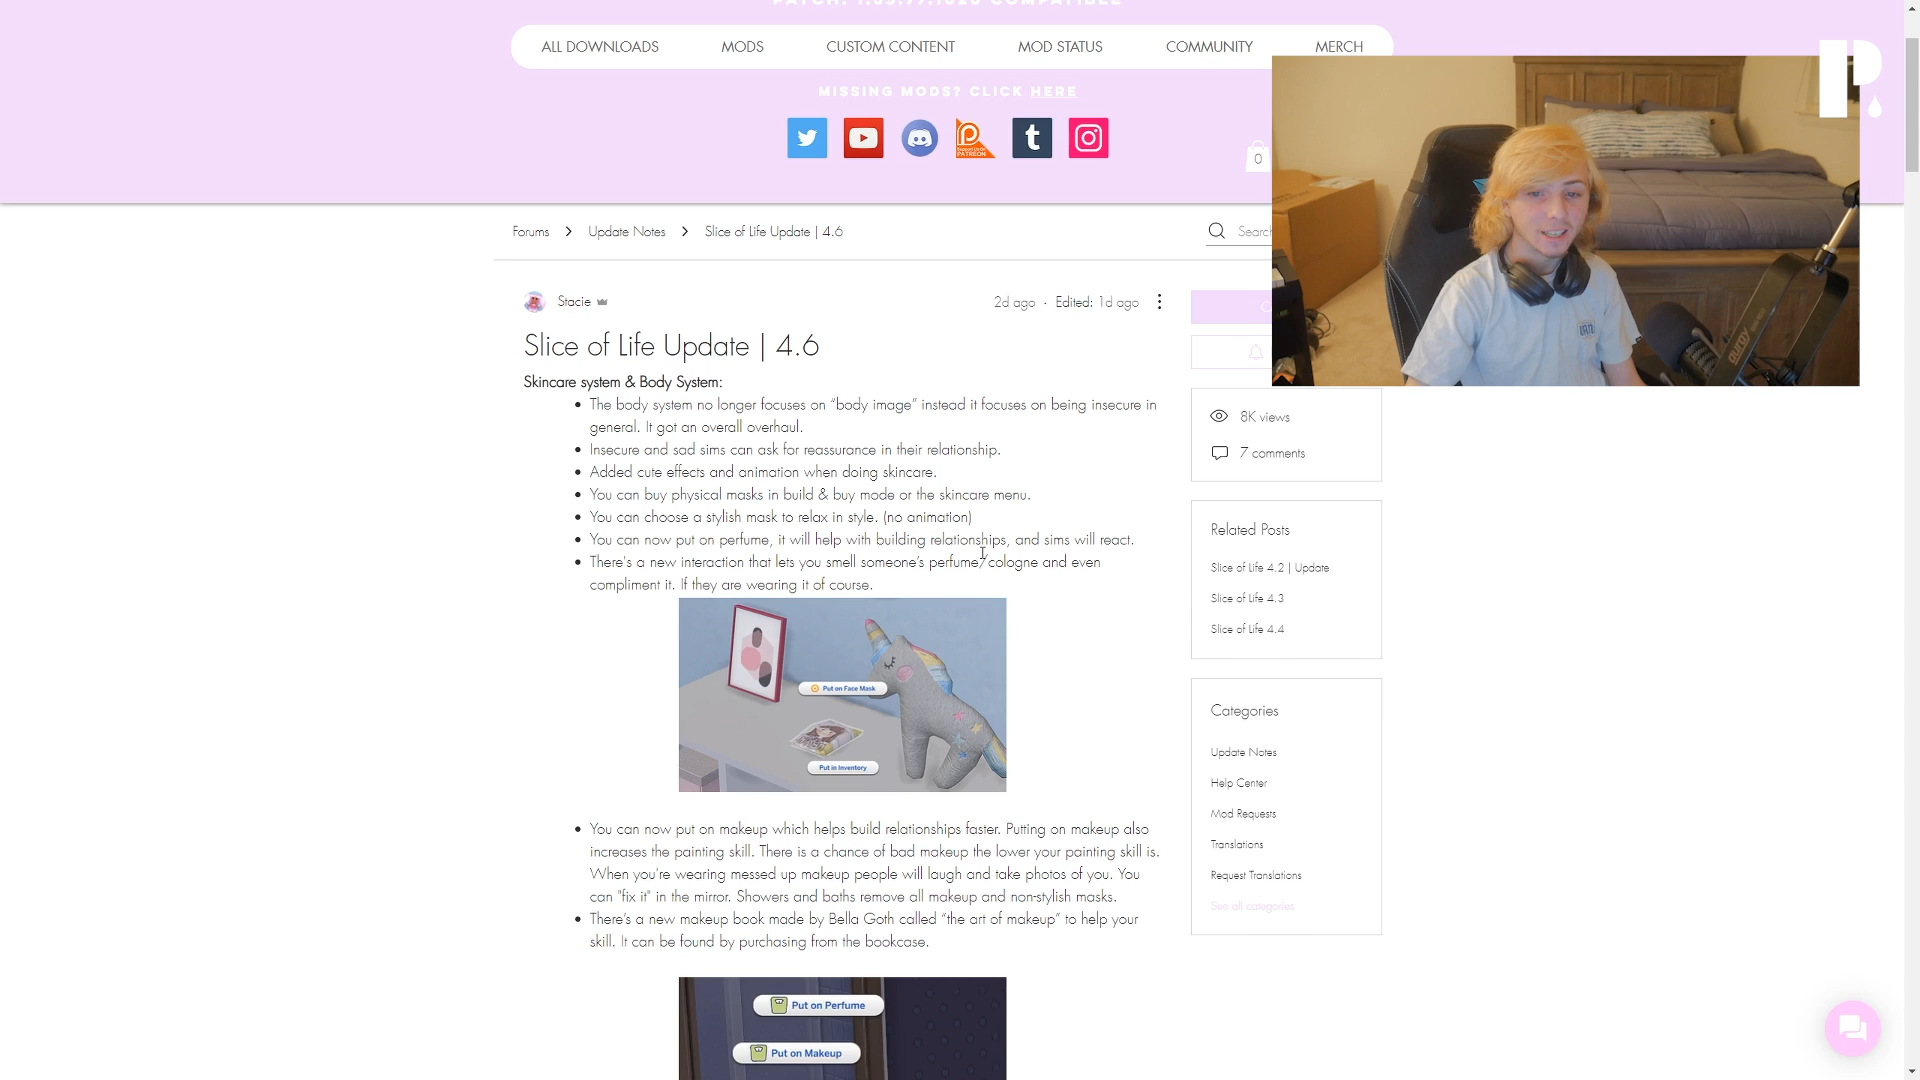 ALL DOWNLOADS MODS CUSTOM CONTENT MOD STATUS COMMUNITY MERCH
MISSING MODS? CLICK HERE
0
Forums > Update Notes > Slice of Life Update | 4.6
Search
Stacie
2d ago · Edited: 1d ago
Slice of Life Update | 4.6
Skincare system & Body System:
• The body system no longer focuses on “body image” instead it focuses on being insecure in
general. It got an overall overhaul.
• Insecure and sad sims can ask for reassurance in their relationship.
• Added cute effects and animation when doing skincare.
• You can buy physical masks in build & buy mode or the skincare menu.
• You can choose a stylish mask to relax in style. (no animation)
• You can now put on perfume, it will help with building relationships, and sims will react.
• There's a new interaction that lets you smell someone's perfume/cologne and even
compliment it. If they are wearing it of course.
Put on Face Mask
Put in Inventory
• You can now put on makeup which helps build relationships faster. Putting on makeup also
increases the painting skill. There is a chance of bad makeup the lower your painting skill is.
When you're wearing messed up makeup people will laugh and take photos of you. You
can "fix it" in the mirror. Showers and baths remove all makeup and non-stylish masks.
• There's a new makeup book made by Bella Goth called “the art of makeup” to help your
skill. It can be found by purchasing from the bookcase.
Put on Perfume
Put on Makeup
8K views
7 comments
Related Posts
Slice of Life 4.2 | Update
Slice of Life 4.3
Slice of Life 4.4
Categories
Update Notes
Help Center
Mod Requests
Translations
Request Translations
See all categories